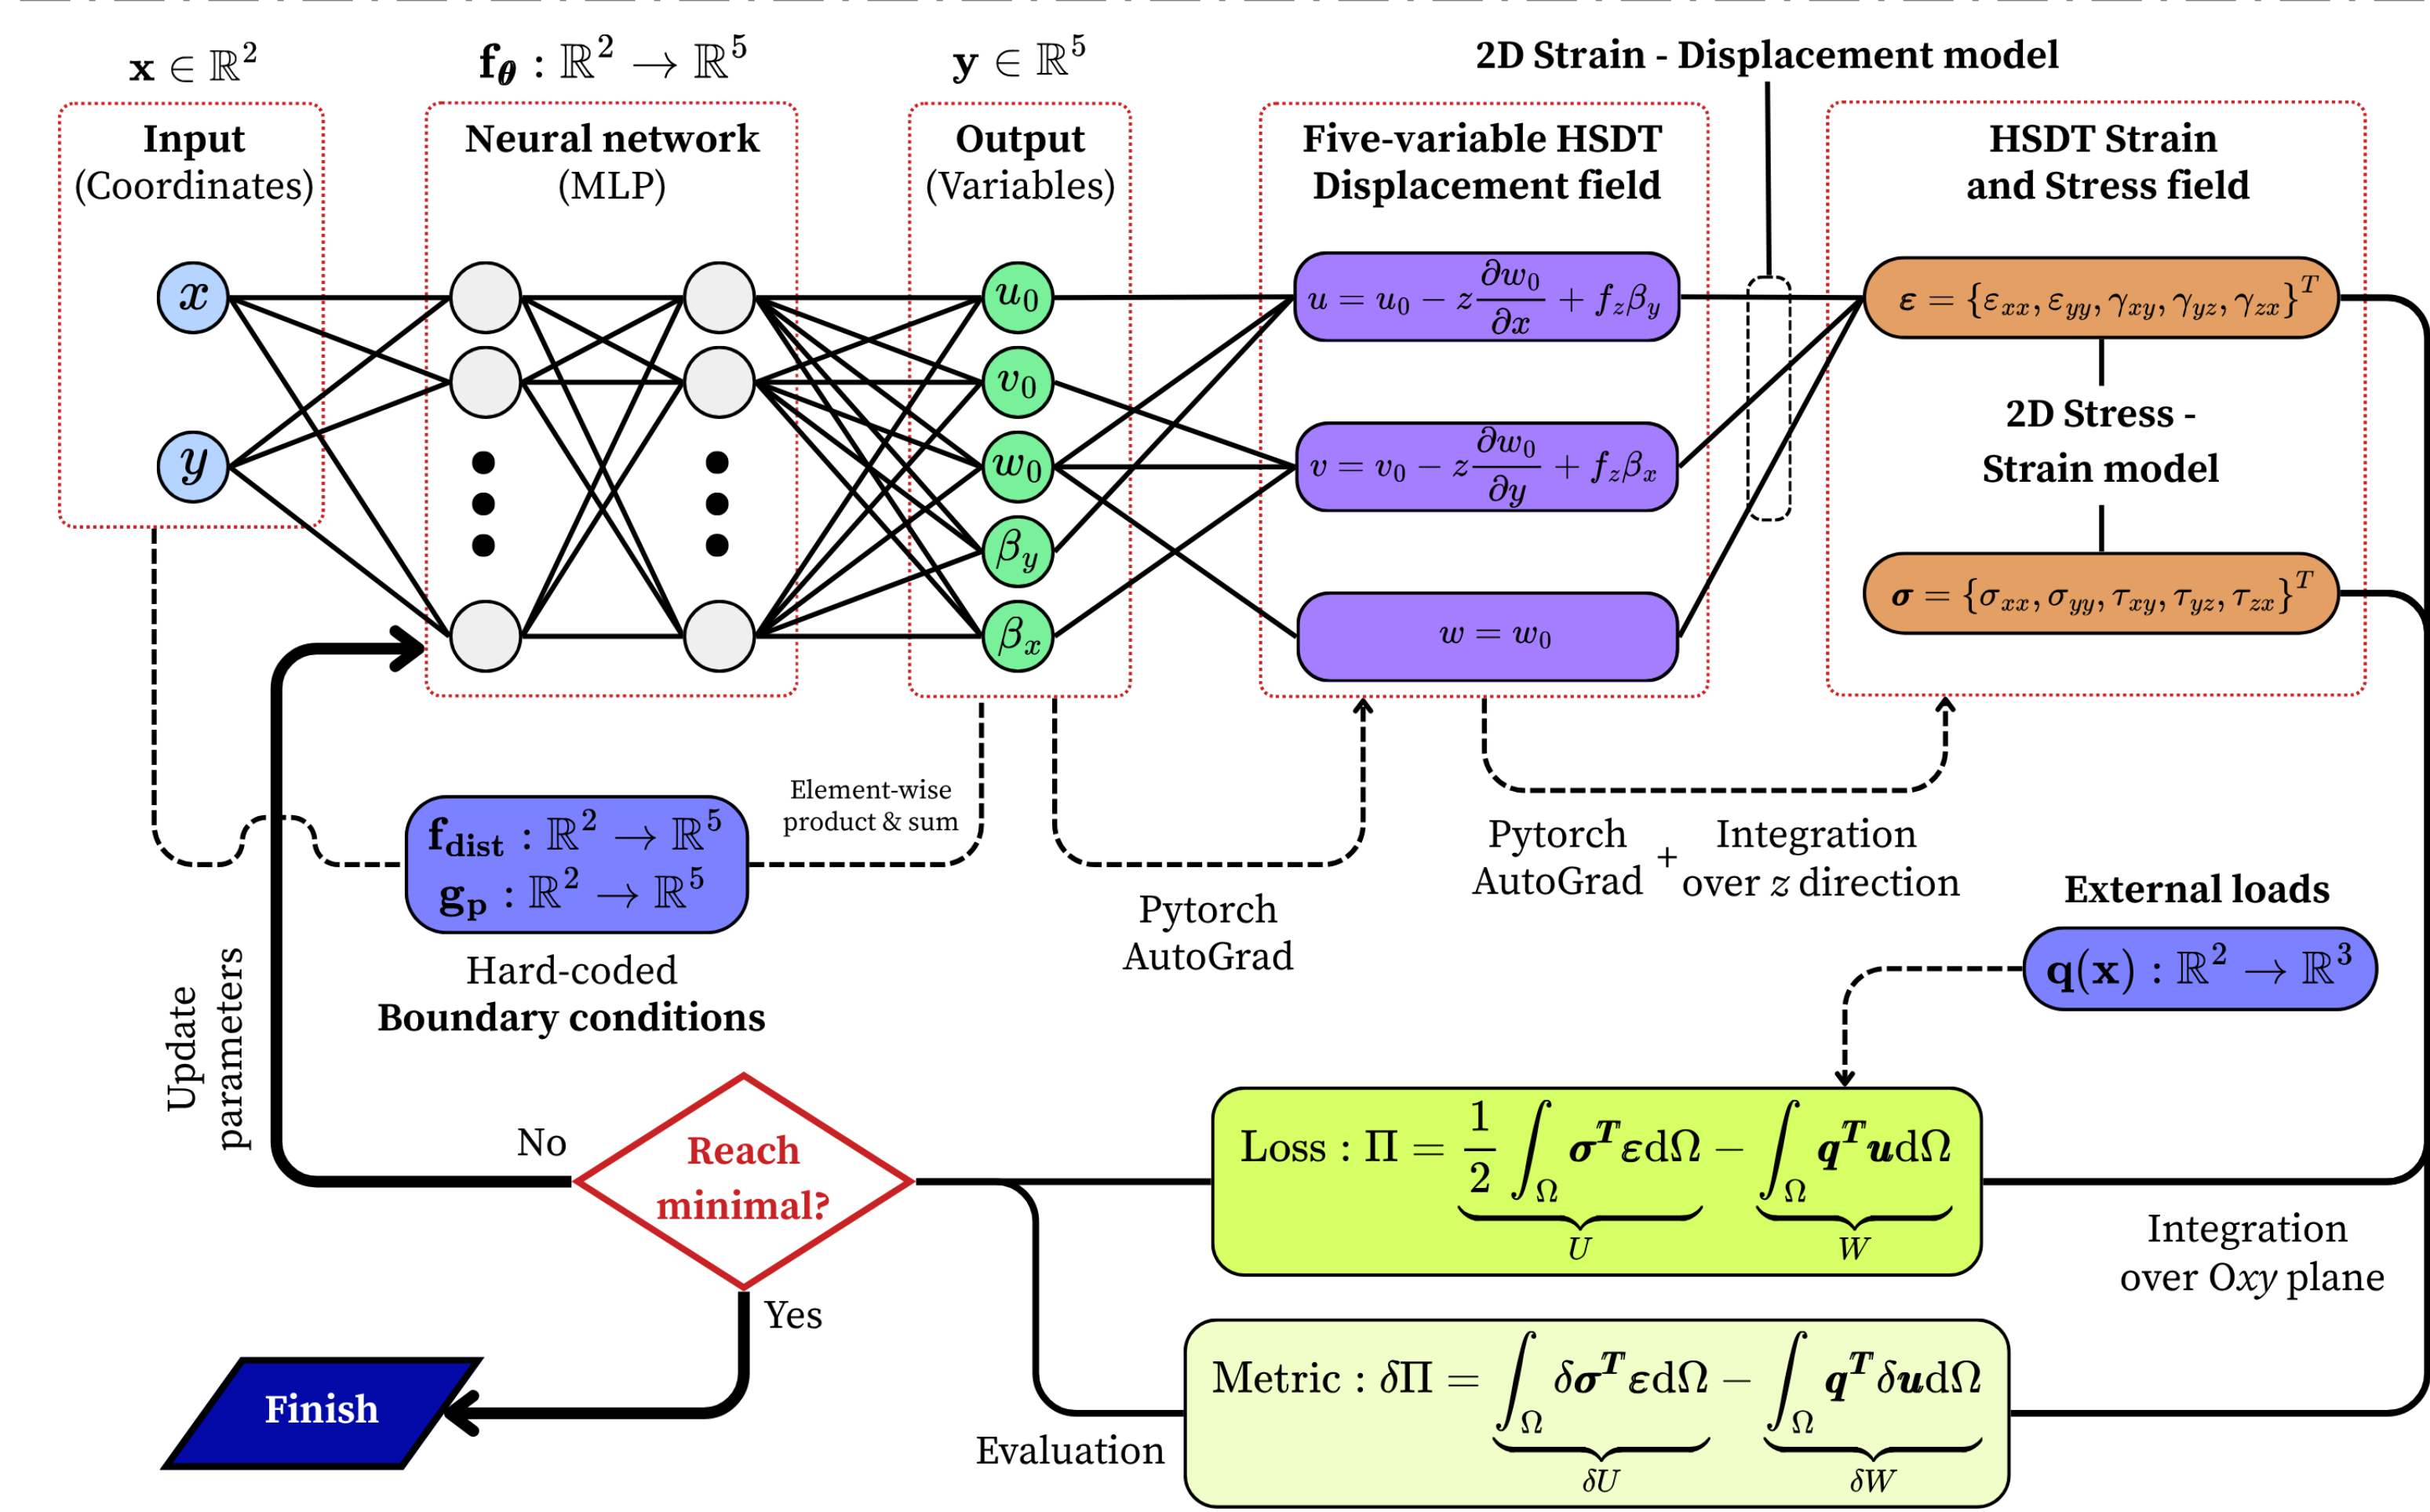 𝐱 ∈ ℝ²
𝐟_𝛉 : ℝ² → ℝ⁵
𝐲 ∈ ℝ⁵
2D Strain - Displacement model
Input
(Coordinates)
Neural network
(MLP)
Output
(Variables)
Five-variable HSDT
Displacement field
HSDT Strain
and Stress field
x
y
u₀
v₀
w₀
β_y
β_x
u = u₀ − z ∂w₀/∂x + f_z β_y
v = v₀ − z ∂w₀/∂y + f_z β_x
w = w₀
𝛆 = {ε_xx, ε_yy, γ_xy, γ_yz, γ_zx}^T
2D Stress -
Strain model
𝛔 = {σ_xx, σ_yy, τ_xy, τ_yz, τ_zx}^T
Element-wise
product & sum
𝐟_dist : ℝ² → ℝ⁵
𝐠_p : ℝ² → ℝ⁵
Hard-coded
Boundary conditions
Pytorch
AutoGrad
Pytorch
AutoGrad
+
Integration
over z direction
External loads
𝐪(𝐱) : ℝ² → ℝ³
Update
parameters
No
Reach
minimal?
Yes
Finish
Loss : Π = 1/2 ∫_Ω 𝛔^T 𝛆 dΩ − ∫_Ω 𝐪^T 𝐮 dΩ
U
W
Integration
over Oxy plane
Metric : δΠ = ∫_Ω δ𝛔^T 𝛆 dΩ − ∫_Ω 𝐪^T δ𝐮 dΩ
δU
δW
Evaluation